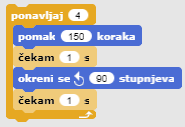 ponavljaj 4
pomak 150 koraka
čekam 1 s
okreni se 90 stupnjeva
čekam 1 s